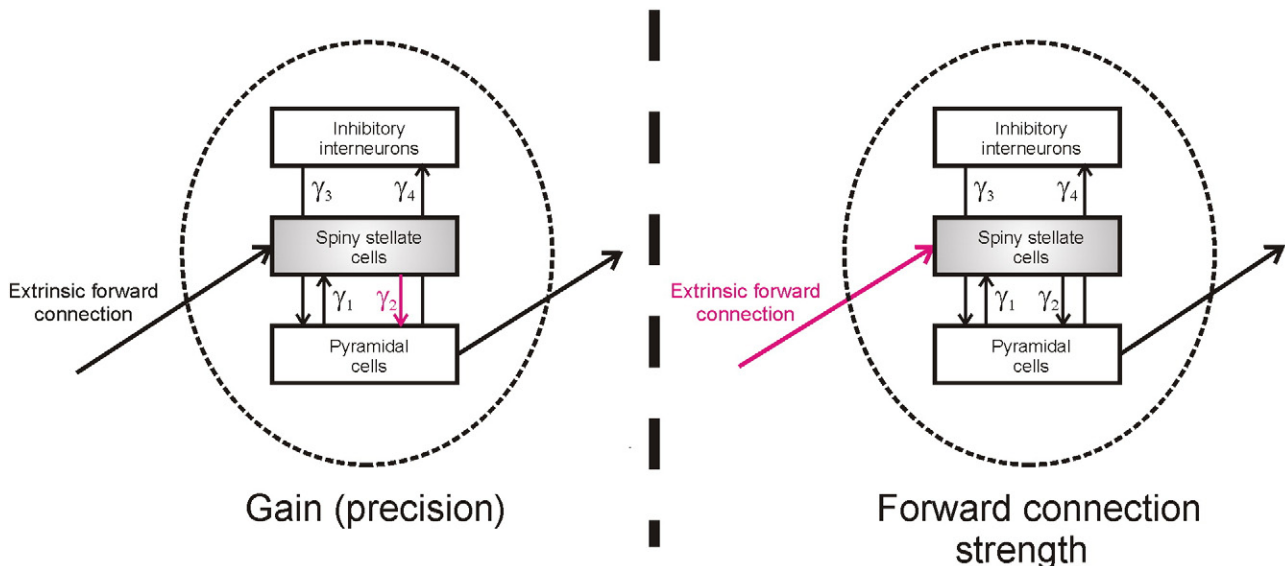 Inhibitory
interneurons
γ3
γ4
Spiny stellate
cells
Extrinsic forward
connection
γ1
γ2
Pyramidal
cells
Gain (precision)
Inhibitory
interneurons
γ3
γ4
Spiny stellate
cells
Extrinsic forward
connection
γ1
γ2
Pyramidal
cells
Forward connection
strength